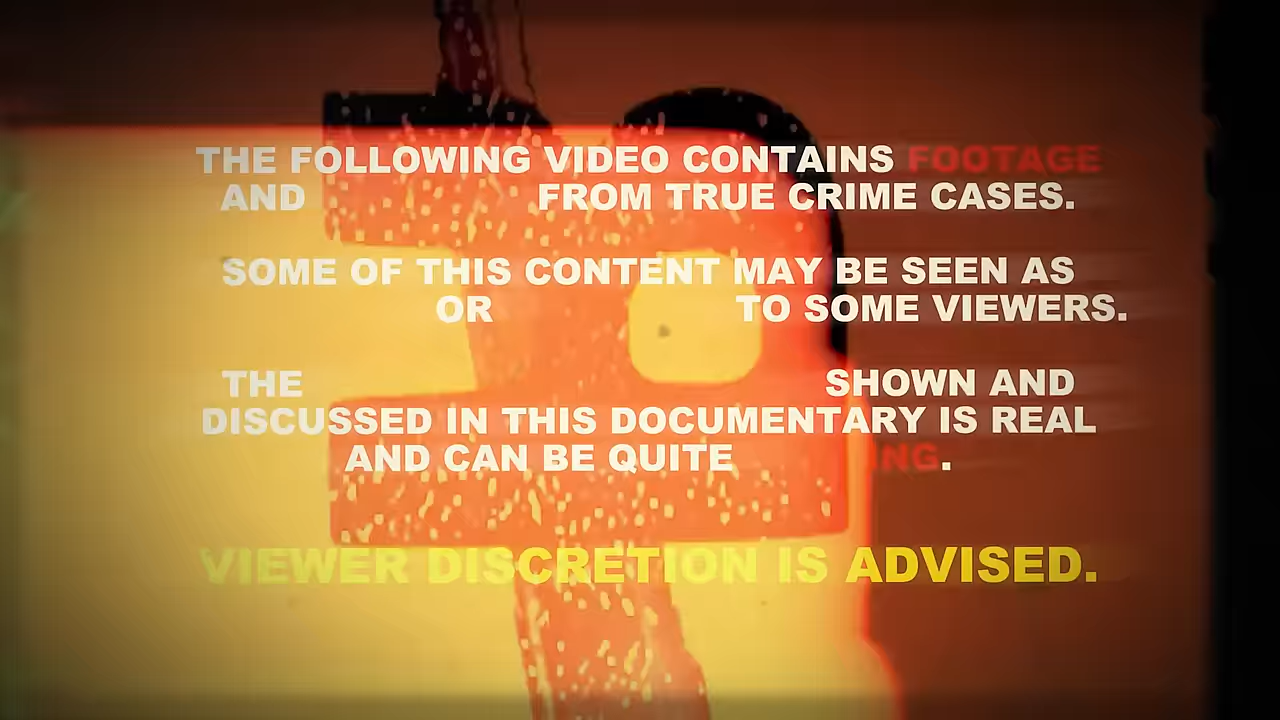 THE FOLLOWING VIDEO CONTAINS FOOTAGE
AND FROM TRUE CRIME CASES.
SOME OF THIS CONTENT MAY BE SEEN AS
OR TO SOME VIEWERS.
THE SHOWN AND
DISCUSSED IN THIS DOCUMENTARY IS REAL
AND CAN BE QUITE ING.
VIEWER DISCRETION IS ADVISED.